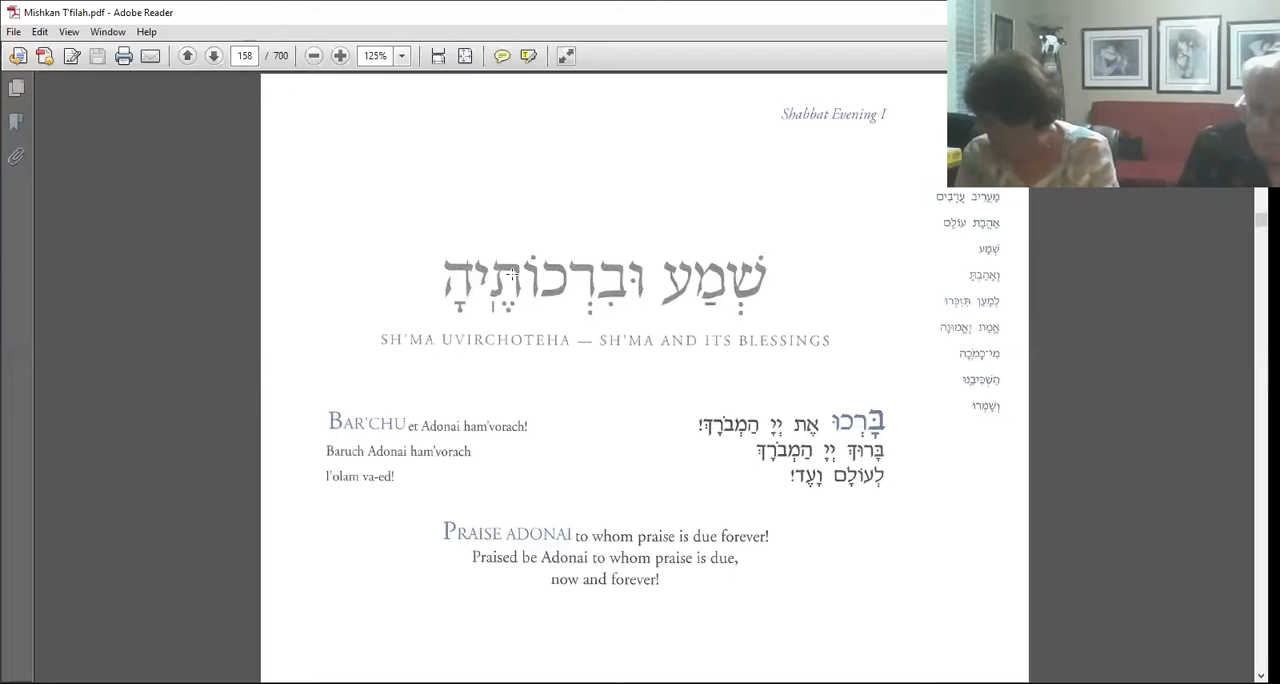 Mishkan T'filah.pdf - Adobe Reader
File Edit View Window Help
158 / 700 125%
Shabbat Evening I
מַעֲרִיב עֲרָבִים
אַהֲבַת עוֹלָם
שְׁמַע
וְאָהַבְתָּ
לְמַעַן תִּזְכְּרוּ
אֱמֶת וֶאֱמוּנָה
מִי־כָמֹכָה
הַשְׁכִּיבֵנוּ
וְשָׁמְרוּ
שְׁמַע וּבִרְכוֹתֶֽיהָ
SH'MA UVIRCHOTEHA — SH'MA AND ITS BLESSINGS
BAR'CHU et Adonai ham'vorach!
Baruch Adonai ham'vorach
l'olam va-ed!
בָּרְכוּ אֶת יְיָ הַמְבֹרָךְ!
בָּרוּךְ יְיָ הַמְבֹרָךְ
לְעוֹלָם וָעֶד!
PRAISE ADONAI to whom praise is due forever!
Praised be Adonai to whom praise is due,
now and forever!